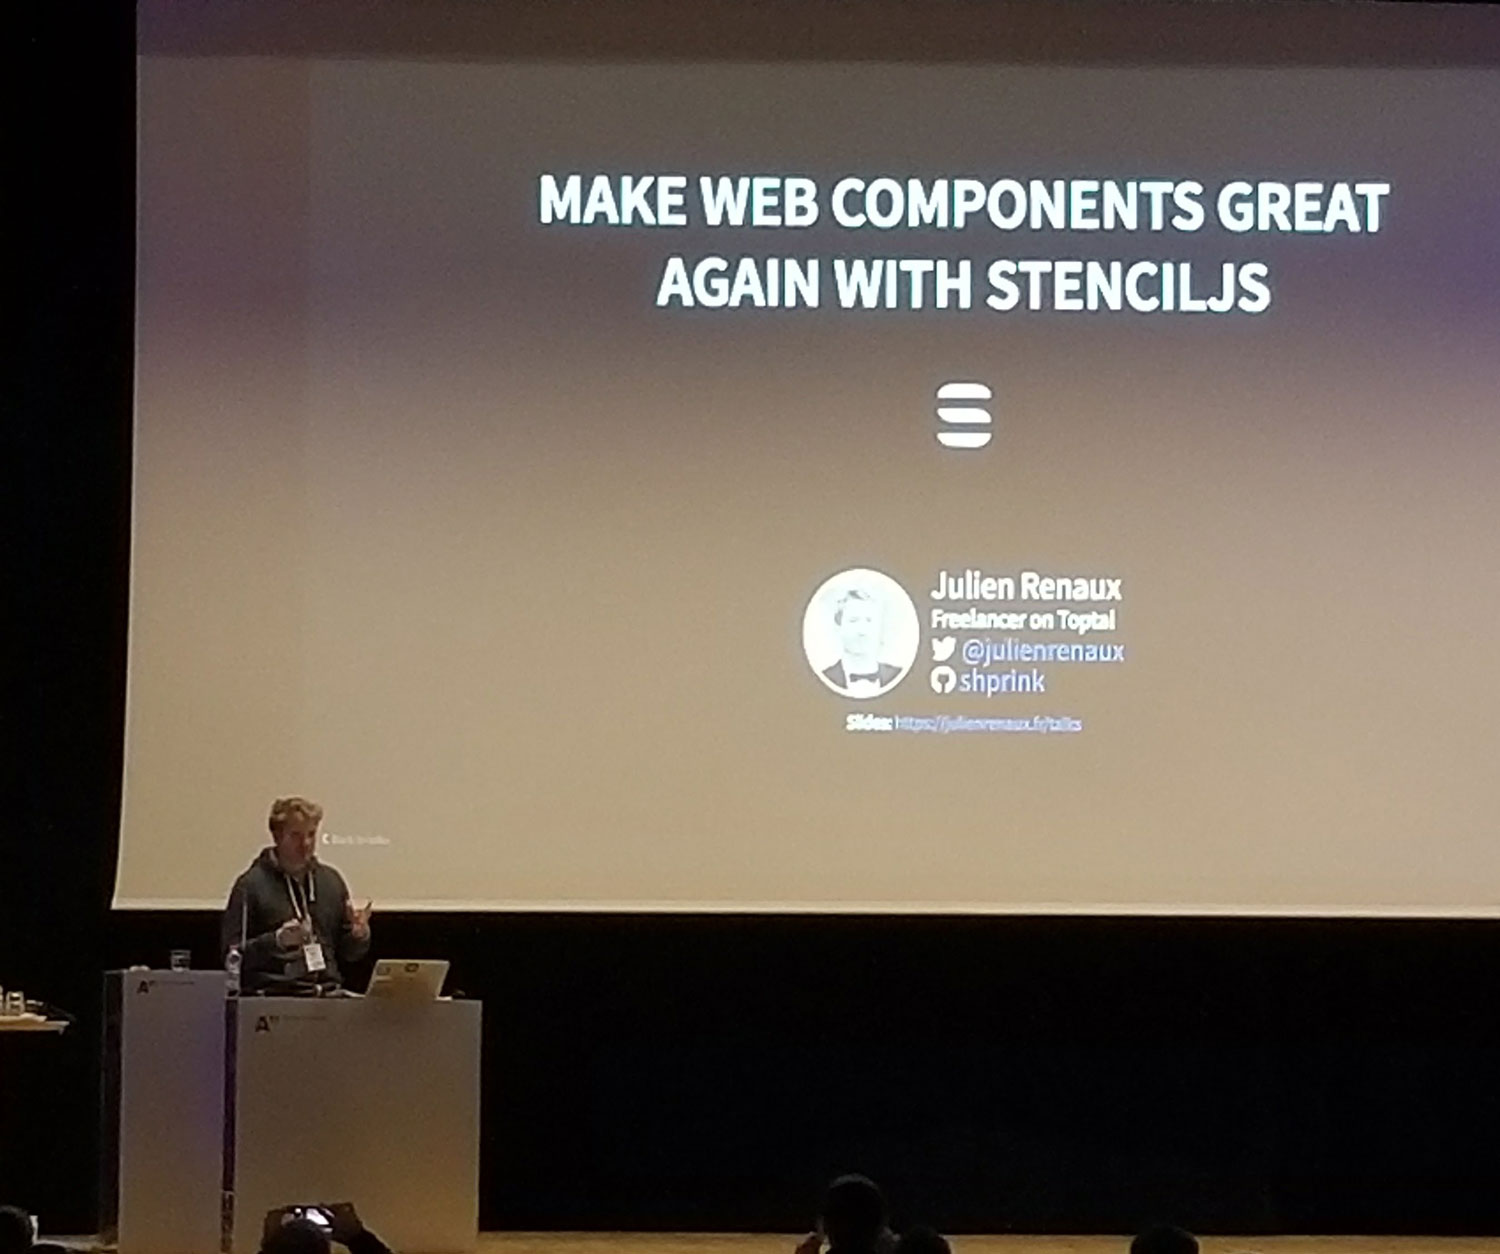 MAKE WEB COMPONENTS GREAT
AGAIN WITH STENCILJS
Julien Renaux
Freelancer on Toptal
@julienrenaux
shprink
Slides: https://julienrenaux.fr/talks
A"
A"